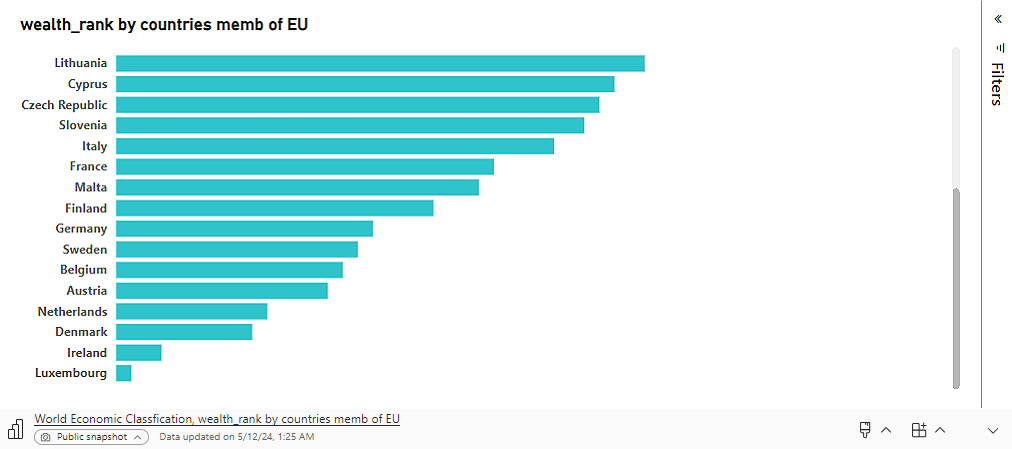 wealth_rank by countries memb of EU
Lithuania
Cyprus
Czech Republic
Slovenia
Italy
France
Malta
Finland
Germany
Sweden
Belgium
Austria
Netherlands
Denmark
Ireland
Luxembourg
Filters
World Economic Classfication, wealth_rank by countries memb of EU
Public snapshot
Data updated on 5/12/24, 1:25 AM